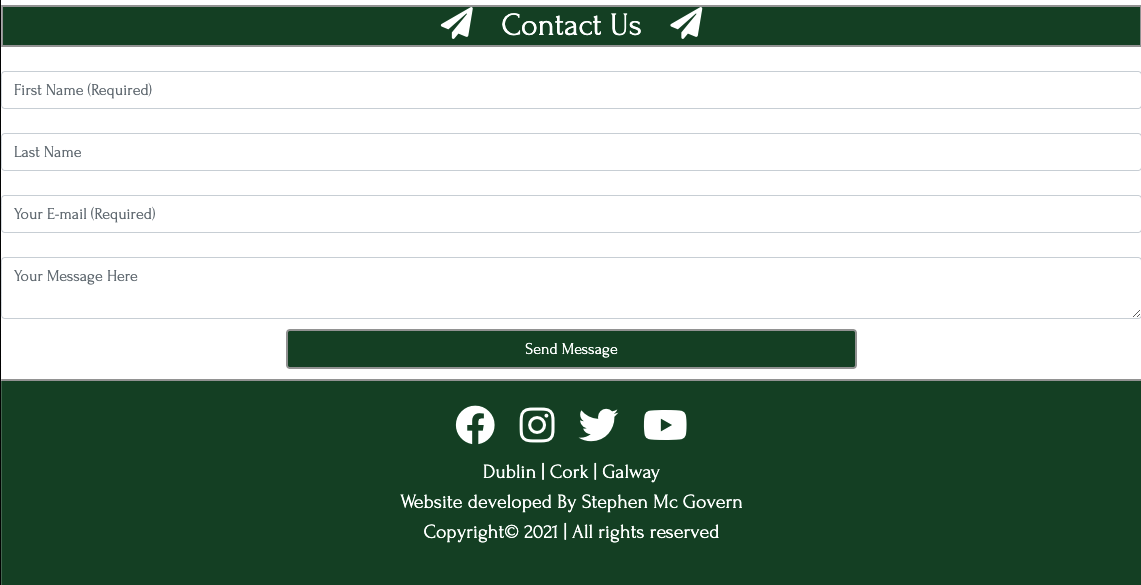 Contact Us
First Name (Required)
Last Name
Your E-mail (Required)
Your Message Here
Send Message
Dublin | Cork | Galway
Website developed By Stephen Mc Govern
Copyright© 2021 | All rights reserved